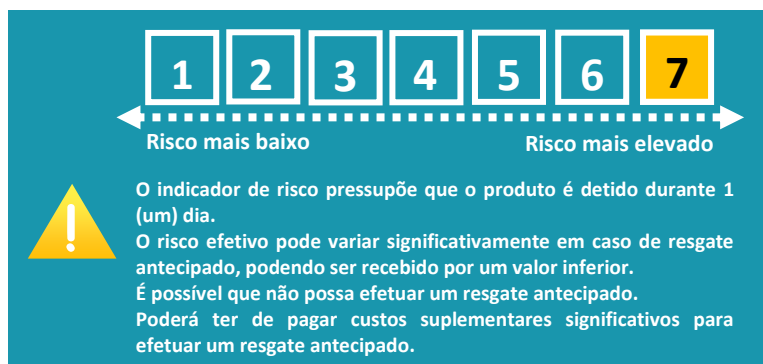 1 2 3 4 5 6 7
Risco mais baixo Risco mais elevado
O indicador de risco pressupõe que o produto é detido durante 1
(um) dia.
O risco efetivo pode variar significativamente em caso de resgate
antecipado, podendo ser recebido por um valor inferior.
É possível que não possa efetuar um resgate antecipado.
Poderá ter de pagar custos suplementares significativos para
efetuar um resgate antecipado.